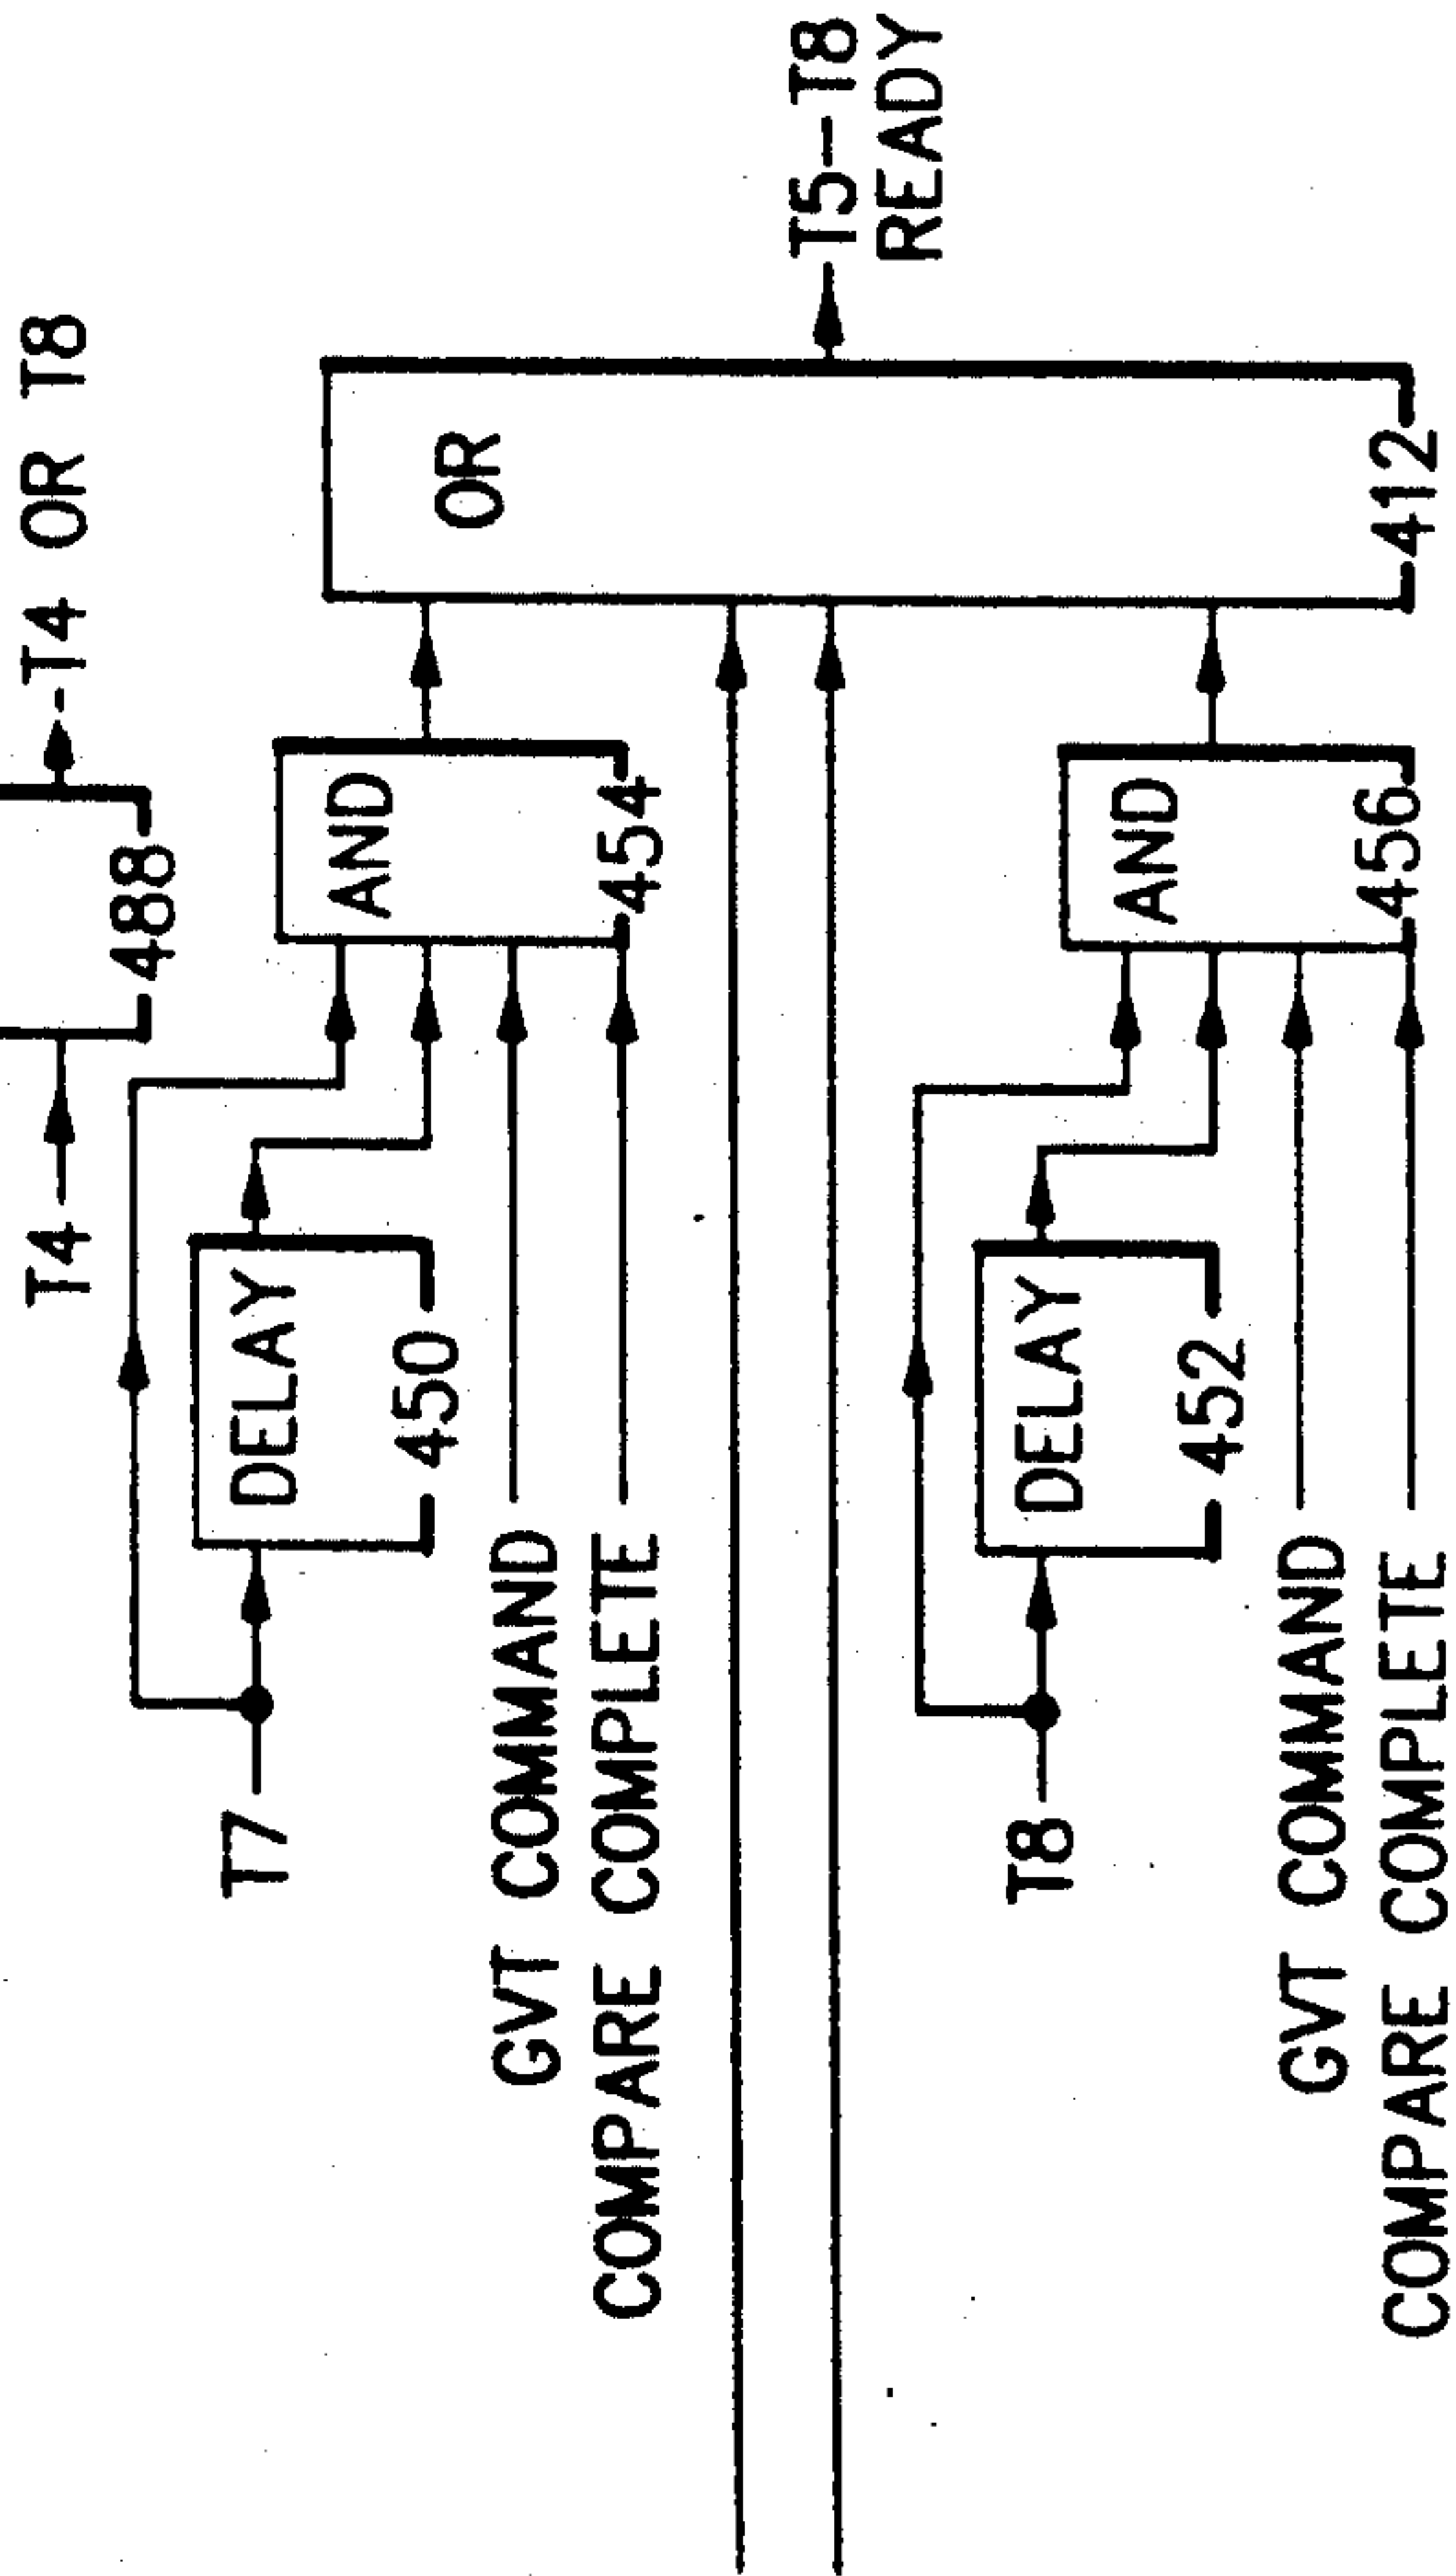 T4
488
T4 OR T8
T7
DELAY
450
AND
454
GVT COMMAND
COMPARE COMPLETE
OR
412
T5-T8
READY
T8
DELAY
452
AND
456
GVT COMMAND
COMPARE COMPLETE